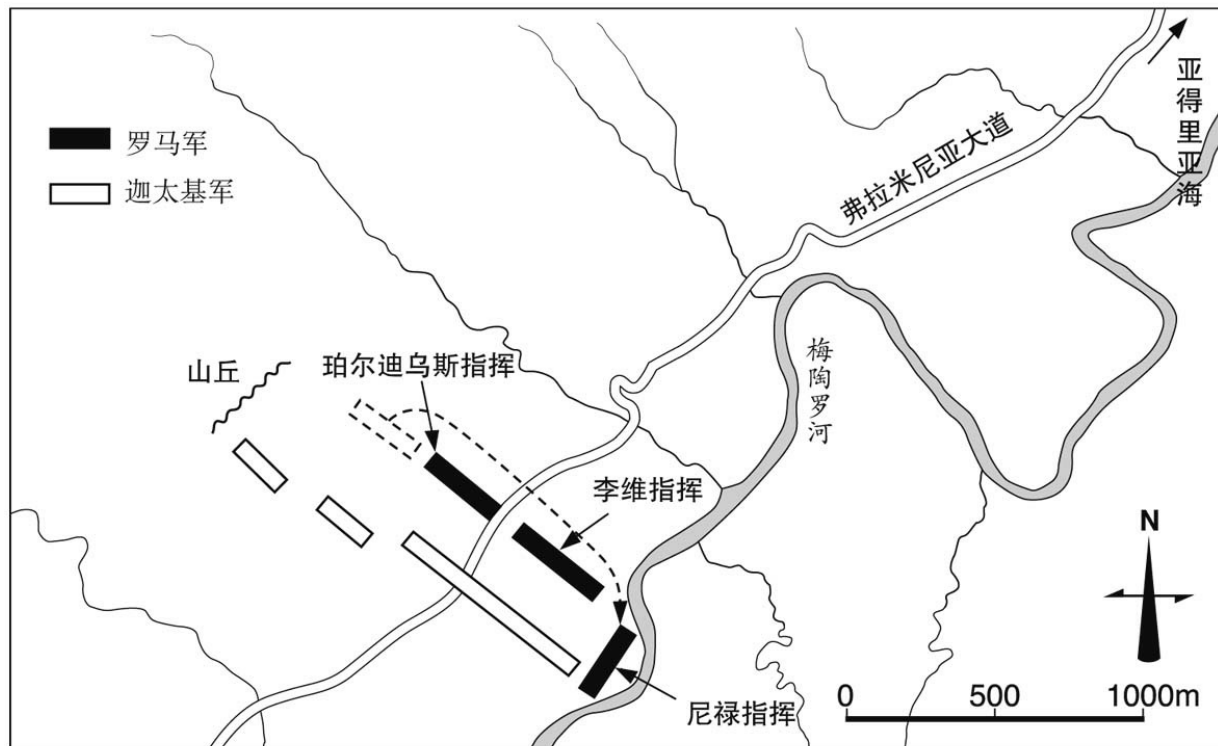 罗马军
迦太基军
弗拉米尼亚大道
亚得里亚海
山丘
珀尔迪乌斯指挥
梅陶罗河
李维指挥
尼禄指挥
N
0 500 1000m